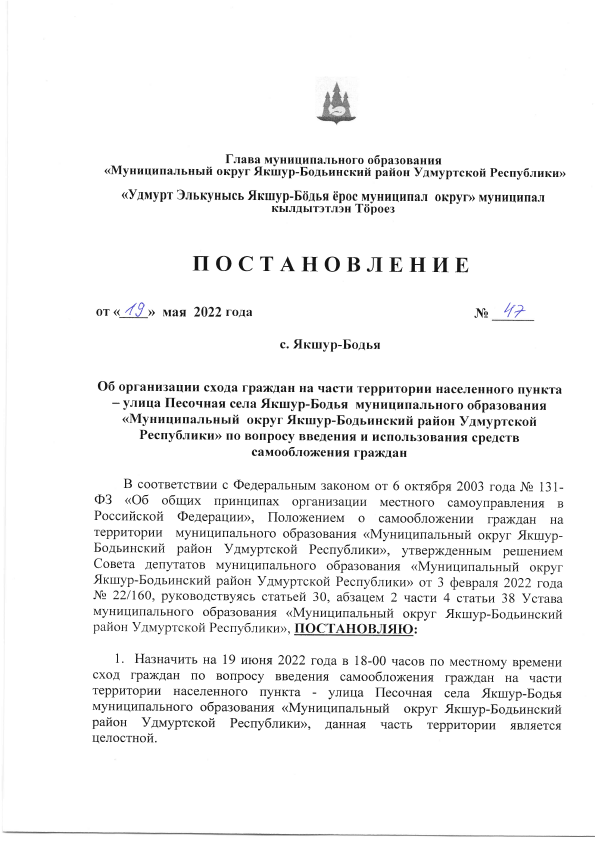 Глава муниципального образования
«Муниципальный округ Якшур-Бодьинский район Удмуртской Республики»
«Удмурт Элькунысь Якшур-Бӧдья ёрос муниципал округ» муниципал
кылдытэтлэн Тӧроез
П О С Т А Н О В Л Е Н И Е
от «19» мая 2022 года № 47
с. Якшур-Бодья
Об организации схода граждан на части территории населенного пункта
– улица Песочная села Якшур-Бодья муниципального образования
«Муниципальный округ Якшур-Бодьинский район Удмуртской
Республики» по вопросу введения и использования средств
самообложения граждан
В соответствии с Федеральным законом от 6 октября 2003 года № 131-
ФЗ «Об общих принципах организации местного самоуправления в
Российской Федерации», Положением о самообложении граждан на
территории муниципального образования «Муниципальный округ Якшур-
Бодьинский район Удмуртской Республики», утвержденным решением
Совета депутатов муниципального образования «Муниципальный округ
Якшур-Бодьинский район Удмуртской Республики» от 3 февраля 2022 года
№ 22/160, руководствуясь статьей 30, абзацем 2 части 4 статьи 38 Устава
муниципального образования «Муниципальный округ Якшур-Бодьинский
район Удмуртской Республики», ПОСТАНОВЛЯЮ:
1. Назначить на 19 июня 2022 года в 18-00 часов по местному времени
сход граждан по вопросу введения самообложения граждан на части
территории населенного пункта - улица Песочная села Якшур-Бодья
муниципального образования «Муниципальный округ Якшур-Бодьинский
район Удмуртской Республики», данная часть территории является
целостной.